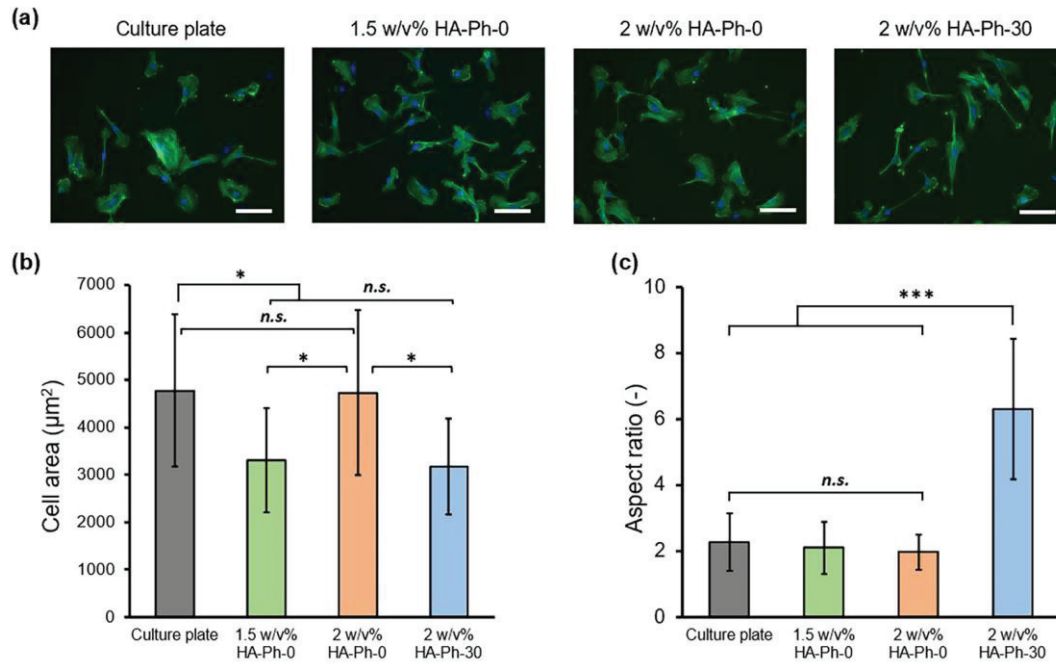 (a)
Culture plate
1.5 w/v% HA-Ph-0
2 w/v% HA-Ph-0
2 w/v% HA-Ph-30
(b)
Cell area (μm²)
7000
6000
5000
4000
3000
2000
1000
0
*
n.s.
n.s.
*
*
Culture plate
1.5 w/v%
HA-Ph-0
2 w/v%
HA-Ph-0
2 w/v%
HA-Ph-30
(c)
Aspect ratio (-)
10
8
6
4
2
0
***
n.s.
Culture plate
1.5 w/v%
HA-Ph-0
2 w/v%
HA-Ph-0
2 w/v%
HA-Ph-30